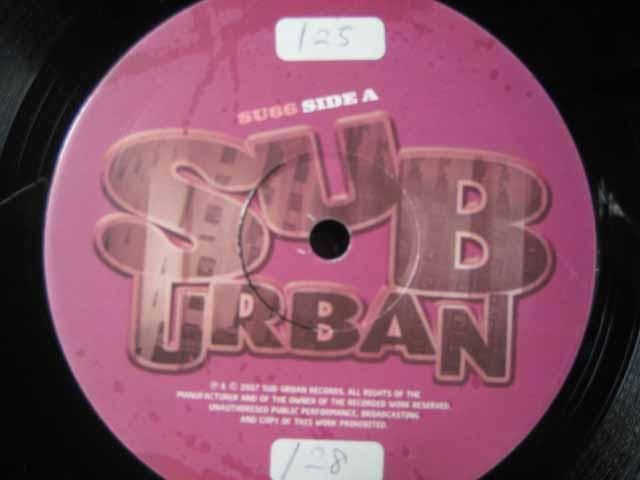 125
SU66 SIDE A
SUB
URBAN
℗ & © 2007 SUB-URBAN RECORDS. ALL RIGHTS OF THE
MANUFACTURER AND OF THE OWNER OF THE RECORDED WORK RESERVED.
UNAUTHORISED PUBLIC PERFORMANCE, BROADCASTING
AND COPY OF THIS WORK PROHIBITED.
128